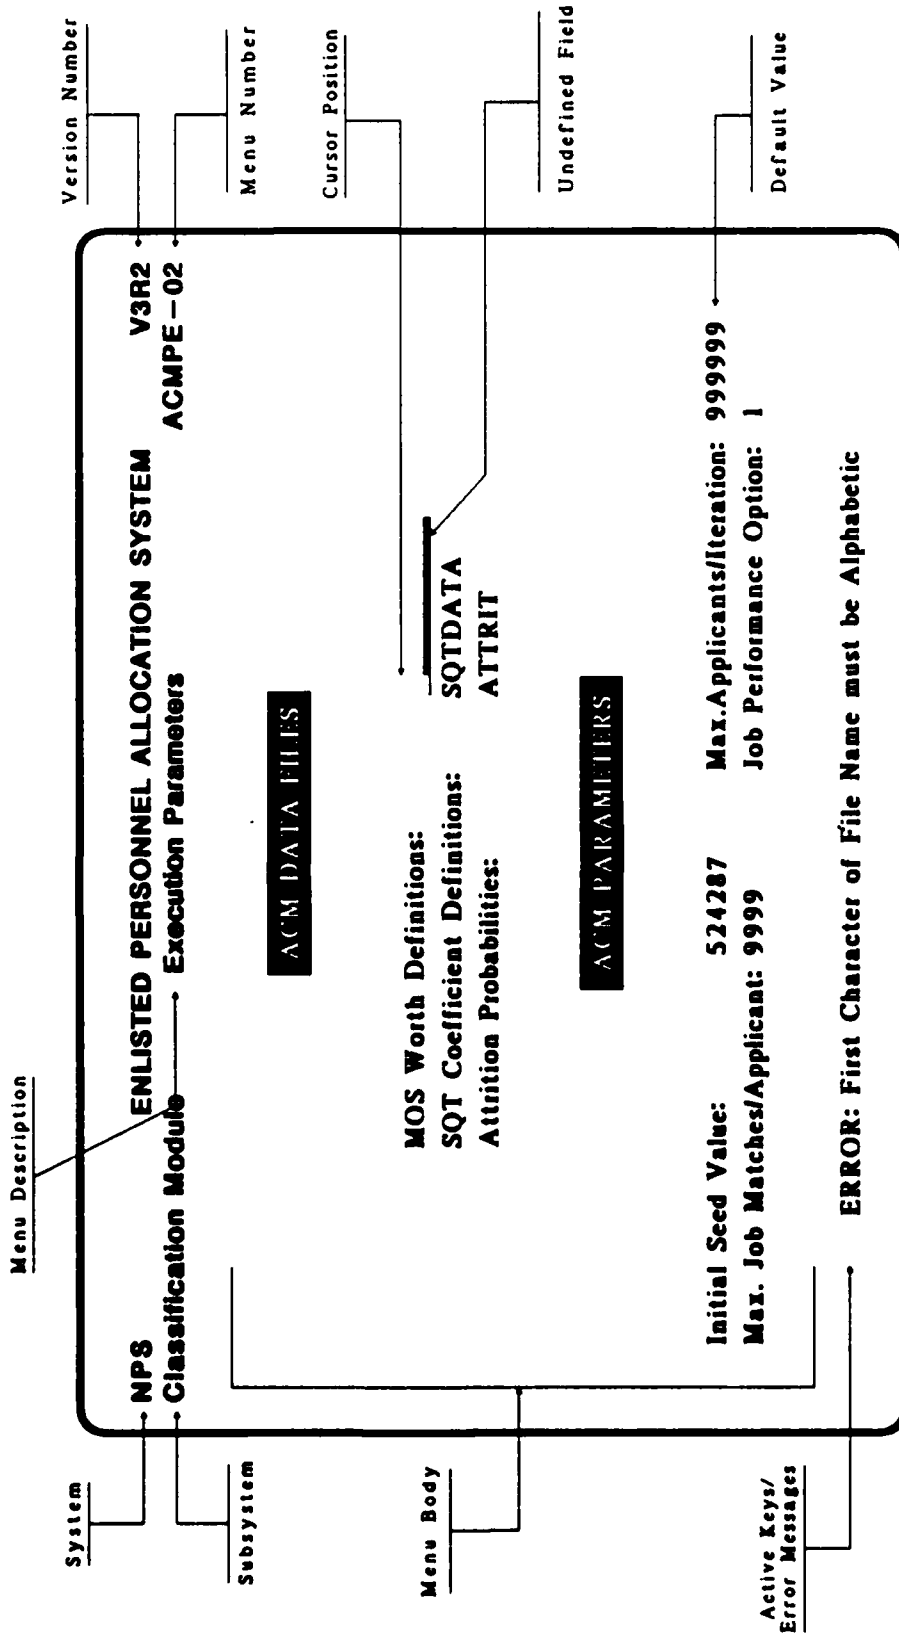 Menu Description
System
Subsystem
Menu Body
Active Keys/
Error Messages
NPS ENLISTED PERSONNEL ALLOCATION SYSTEM V3R2
Classification Module Execution Parameters ACMPE-02
ACM DATA FILES
MOS Worth Definitions:
SQT Coefficient Definitions: SQTDATA
Attrition Probabilities: ATTRIT
ACM PARAMETERS
Initial Seed Value: 524287 Max.Applicants/Iteration: 999999
Max. Job Matches/Applicant: 9999 Job Performance Option: 1
ERROR: First Character of File Name must be Alphabetic
Version Number
Menu Number
Cursor Position
Undefined Field
Default Value